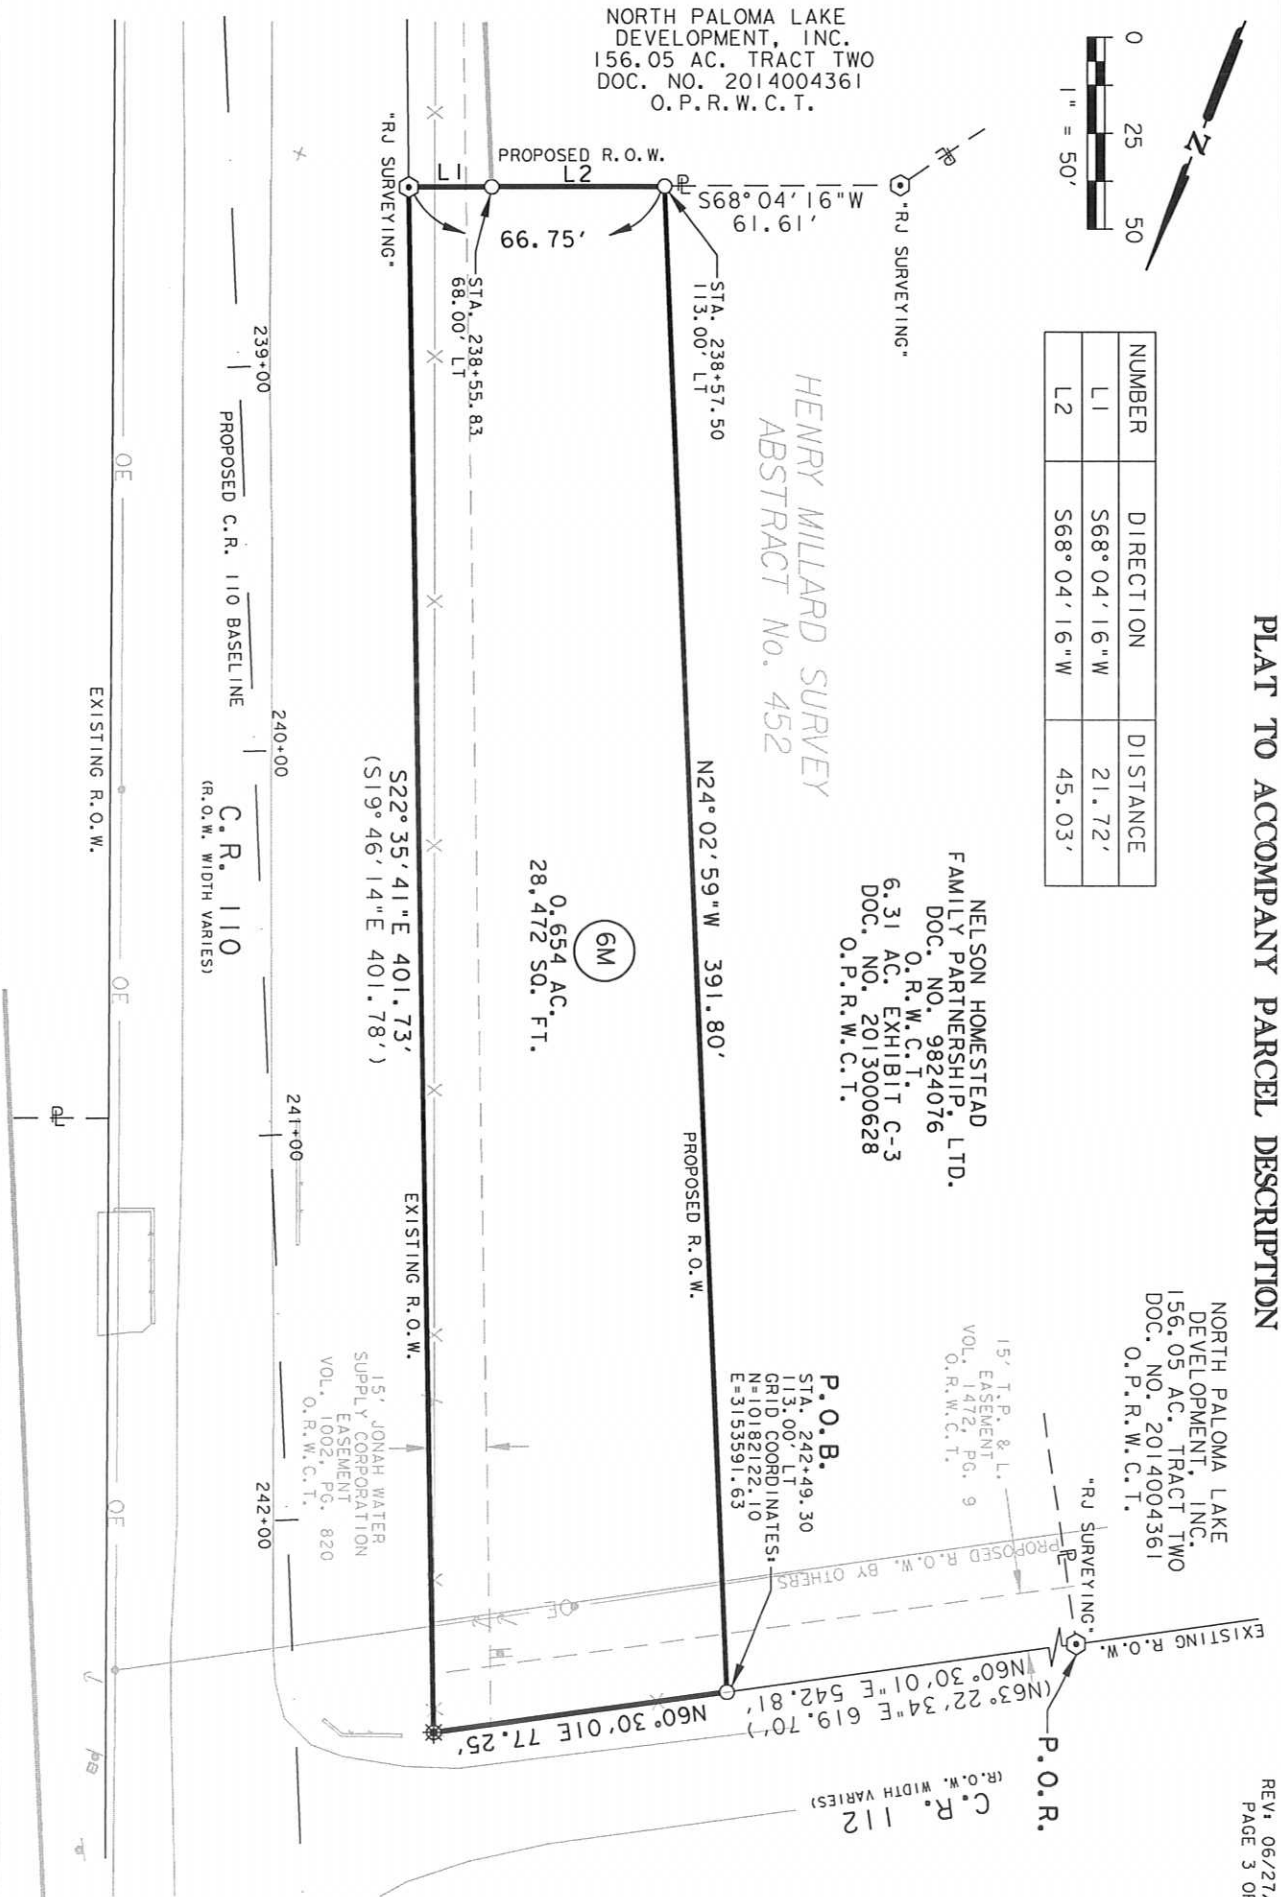 PLAT TO ACCOMPANY PARCEL DESCRIPTION
REV: 06/27
PAGE 3
0 25 50
1" = 50'
N
NUMBER DIRECTION DISTANCE
L1 S68°04'16"W 21.72'
L2 S68°04'16"W 45.03'
NORTH PALOMA LAKE
DEVELOPMENT, INC.
156.05 AC. TRACT TWO
DOC. NO. 2014004361
O.P.R.W.C.T.
"RJ SURVEYING"
PROPOSED R.O.W.
L1
L2
P̲L
S68°04'16"W
61.61'
"RJ SURVEYING"
66.75'
STA. 238+55.83
68.00' LT
STA. 238+57.50
113.00' LT
HENRY MILLARD SURVEY
ABSTRACT No. 452
NELSON HOMESTEAD
FAMILY PARTNERSHIP, LTD.
DOC. NO. 9824076
O.R.W.C.T.
6.31 AC. EXHIBIT C-3
DOC. NO. 2013000628
O.P.R.W.C.T.
N24°02'59"W 391.80'
PROPOSED R.O.W.
6M
0.654 AC.
28,472 SQ. FT.
S22°35'41"E 401.73'
(S19°46'14"E 401.78')
EXISTING R.O.W.
NORTH PALOMA LAKE
DEVELOPMENT, INC.
156.05 AC. TRACT TWO
DOC. NO. 2014004361
O.P.R.W.C.T.
"RJ SURVEYING"
15' T.P. & L.
EASEMENT
VOL. 1472, PG. 9
O.R.W.C.T.
P.O.B.
STA. 242+49.30
113.00' LT
GRID COORDINATES:
N=10182122.10
E=3153591.63
PROPOSED R.O.W. BY OTHERS
OE
EXISTING R.O.W.
P.O.R.
N60°30'01"E 542.81'
(N63°22'34"E 619.70')
N60°30'01E 77.25'
C.R. 112
(R.O.W. WIDTH VARIES)
15' JONAH WATER
SUPPLY CORPORATION
EASEMENT
VOL. 1002, PG. 820
O.R.W.C.T.
239+00
240+00
241+00
242+00
PROPOSED C.R. 110 BASELINE
C.R. 110
(R.O.W. WIDTH VARIES)
OE
OE
OE
EXISTING R.O.W.